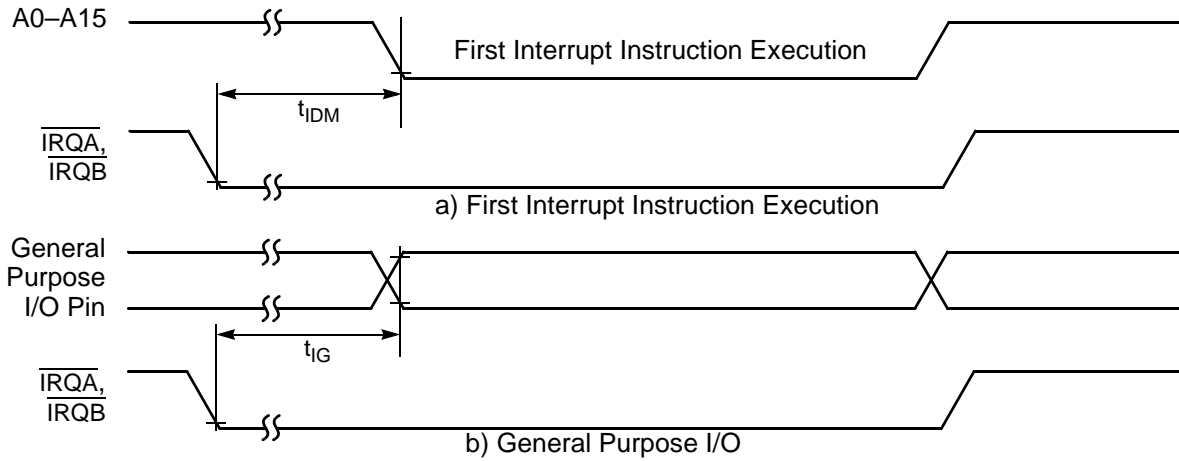 A0–A15
First Interrupt Instruction Execution
tIDM
IRQA,
IRQB
a) First Interrupt Instruction Execution
General
Purpose
I/O Pin
tIG
IRQA,
IRQB
b) General Purpose I/O